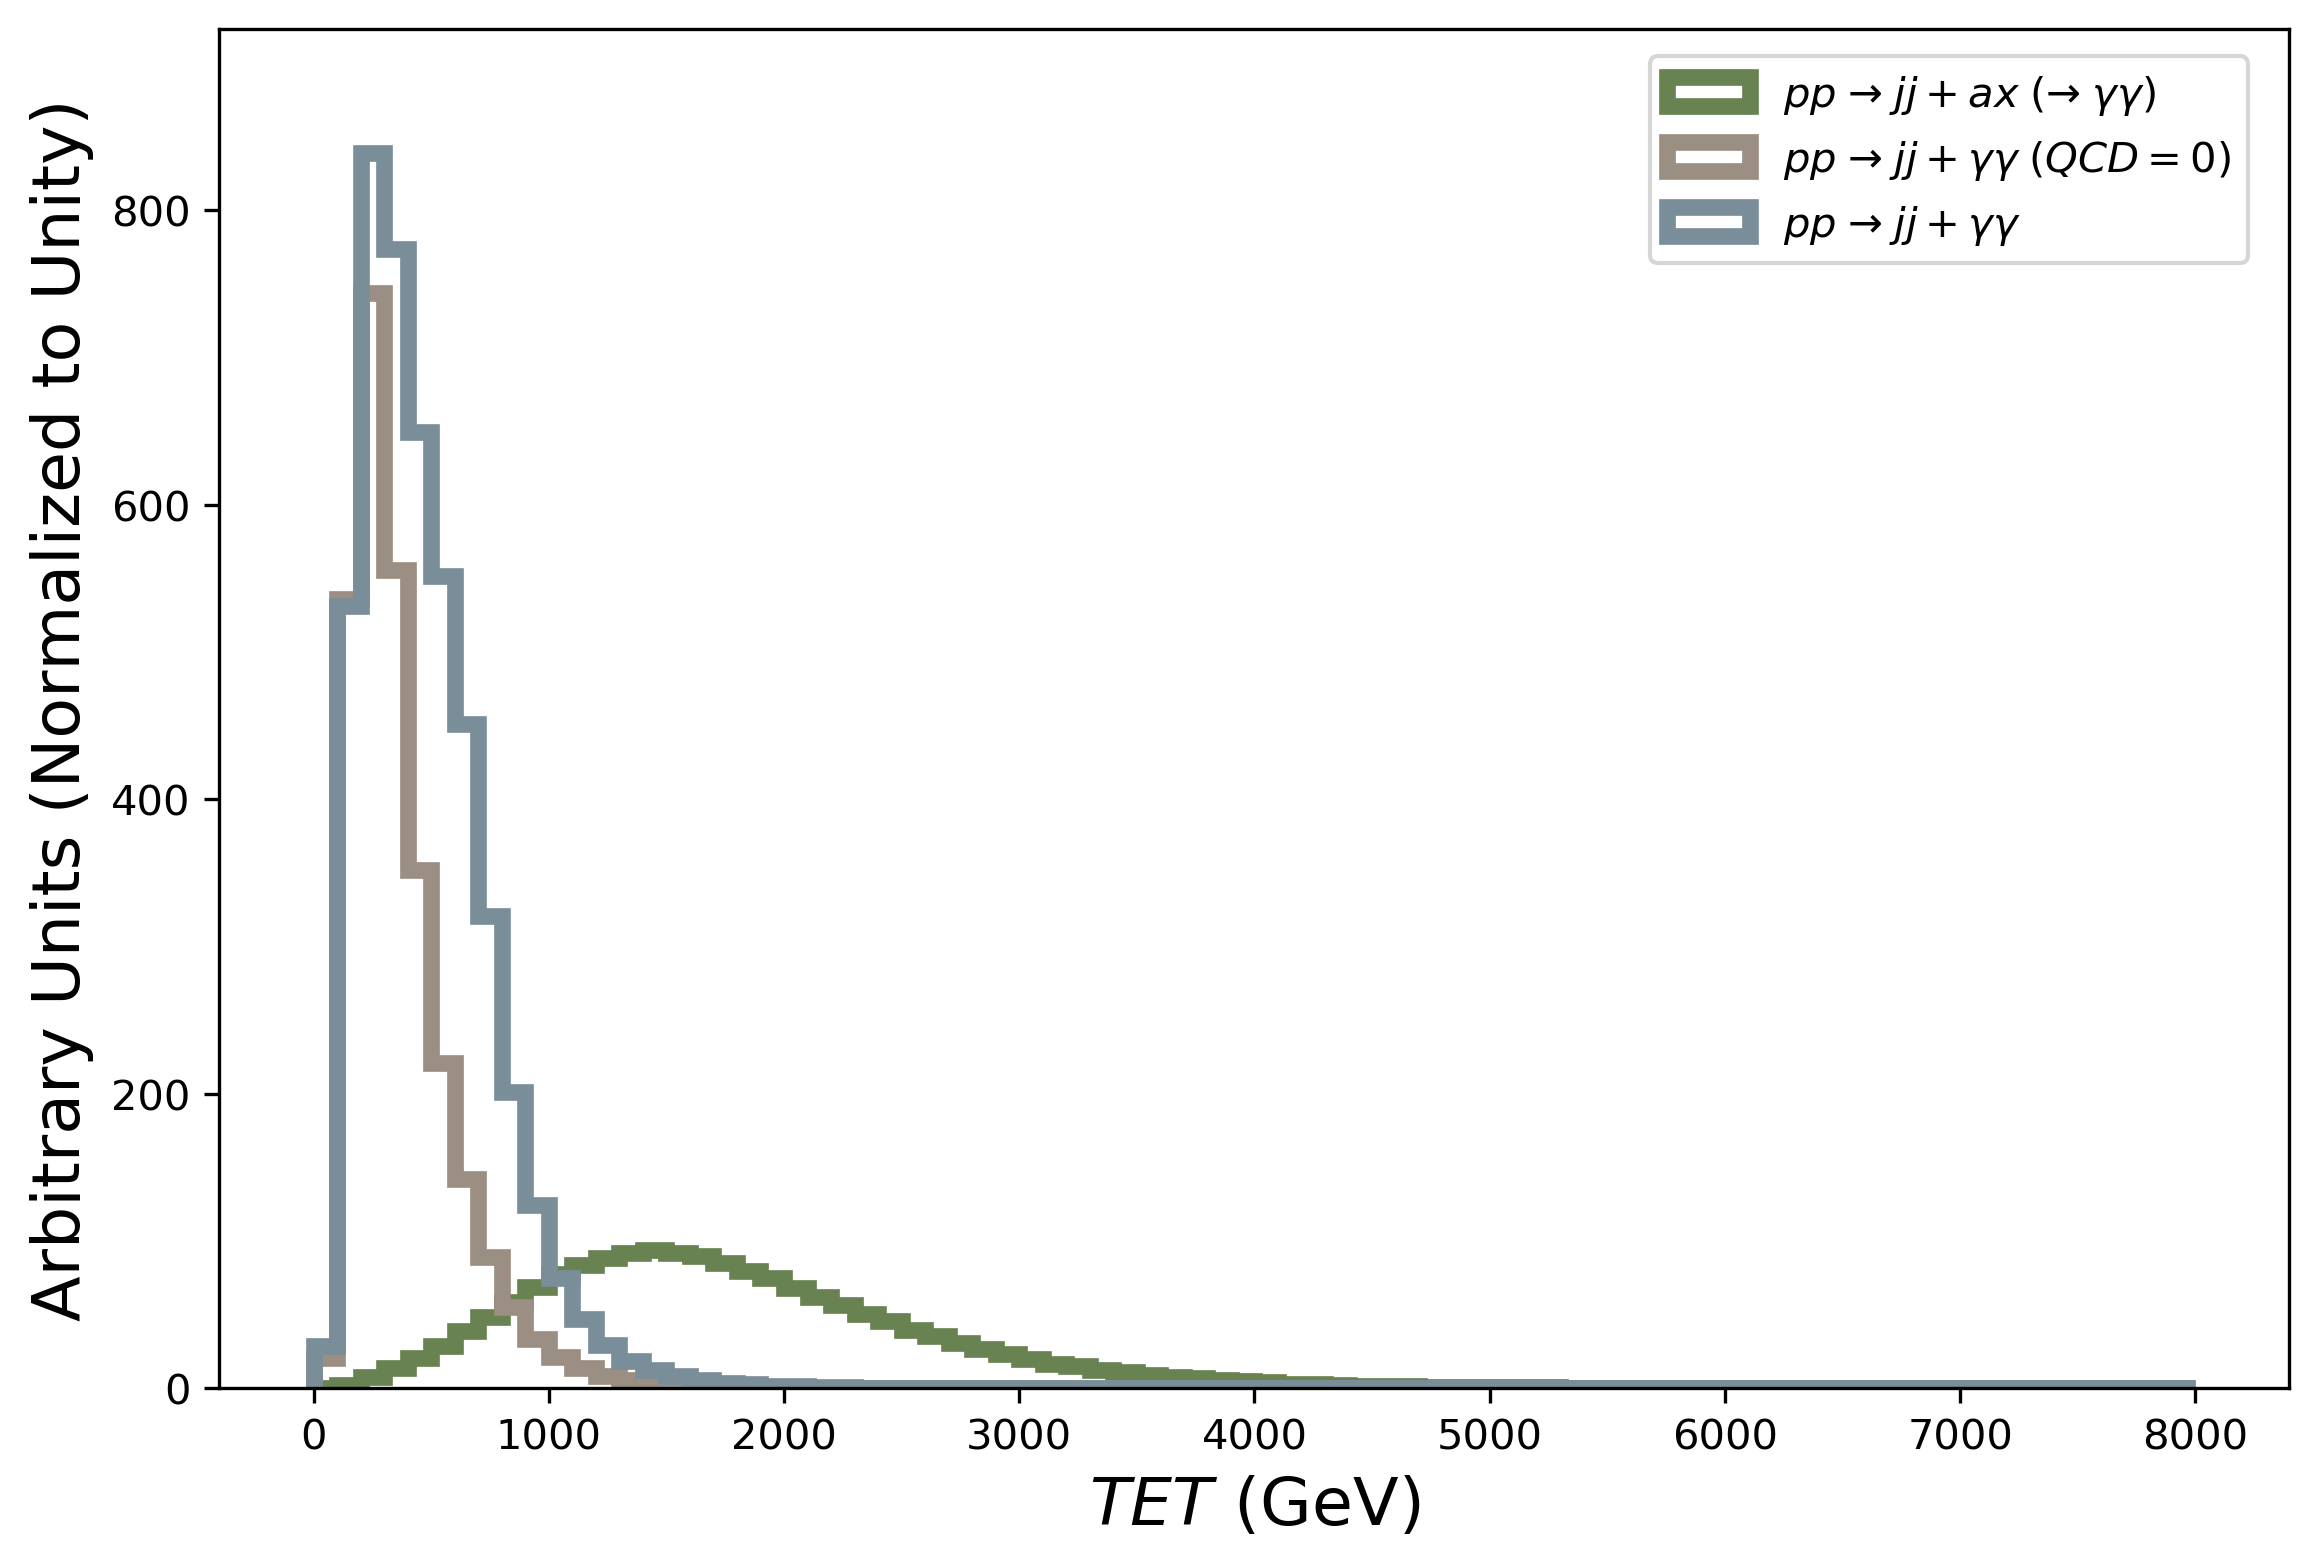 Arbitrary Units (Normalized to Unity)
800
600
400
200
0
pp → jj + ax (→ γγ)
pp → jj + γγ (QCD = 0)
pp → jj + γγ
0 1000 2000 3000 4000 5000 6000 7000 8000
TET (GeV)